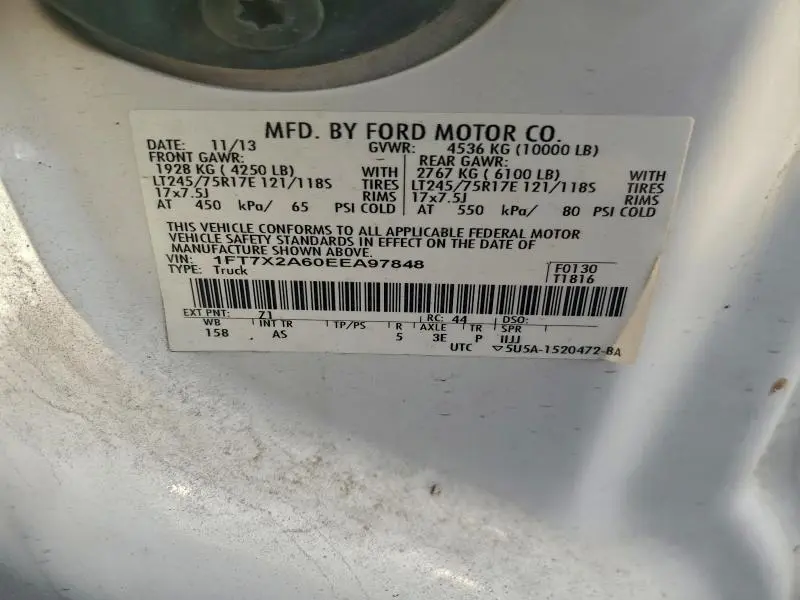 MFD. BY FORD MOTOR CO.
DATE: 11/13 GVWR: 4536 KG (10000 LB)
FRONT GAWR: REAR GAWR:
1928 KG ( 4250 LB) WITH 2767 KG ( 6100 LB) WITH
LT245/75R17E 121/118S TIRES LT245/75R17E 121/118S TIRES
17x7.5J RIMS 17x7.5J RIMS
AT 450 kPa/ 65 PSI COLD AT 550 kPa/ 80 PSI COLD
THIS VEHICLE CONFORMS TO ALL APPLICABLE FEDERAL MOTOR
VEHICLE SAFETY STANDARDS IN EFFECT ON THE DATE OF
MANUFACTURE SHOWN ABOVE.
VIN: 1FT7X2A60EEA97848 F0130
TYPE: Truck T1816
EXT PNT: 71 RC: 44 DSO:
WB INT TR TP/PS R AXLE TR SPR
158 AS 5 3E P IIJJ
UTC ▽5U5A-1520472-BA